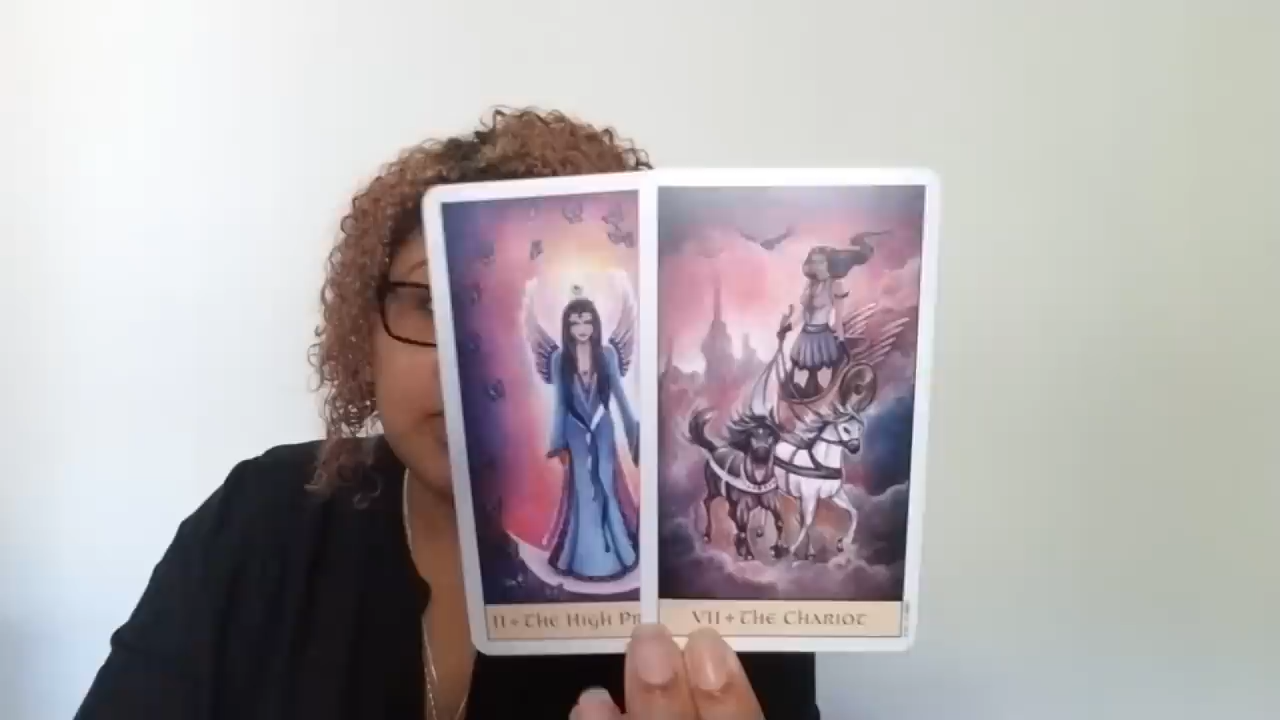 II + The High Pr
VII + The Chariot